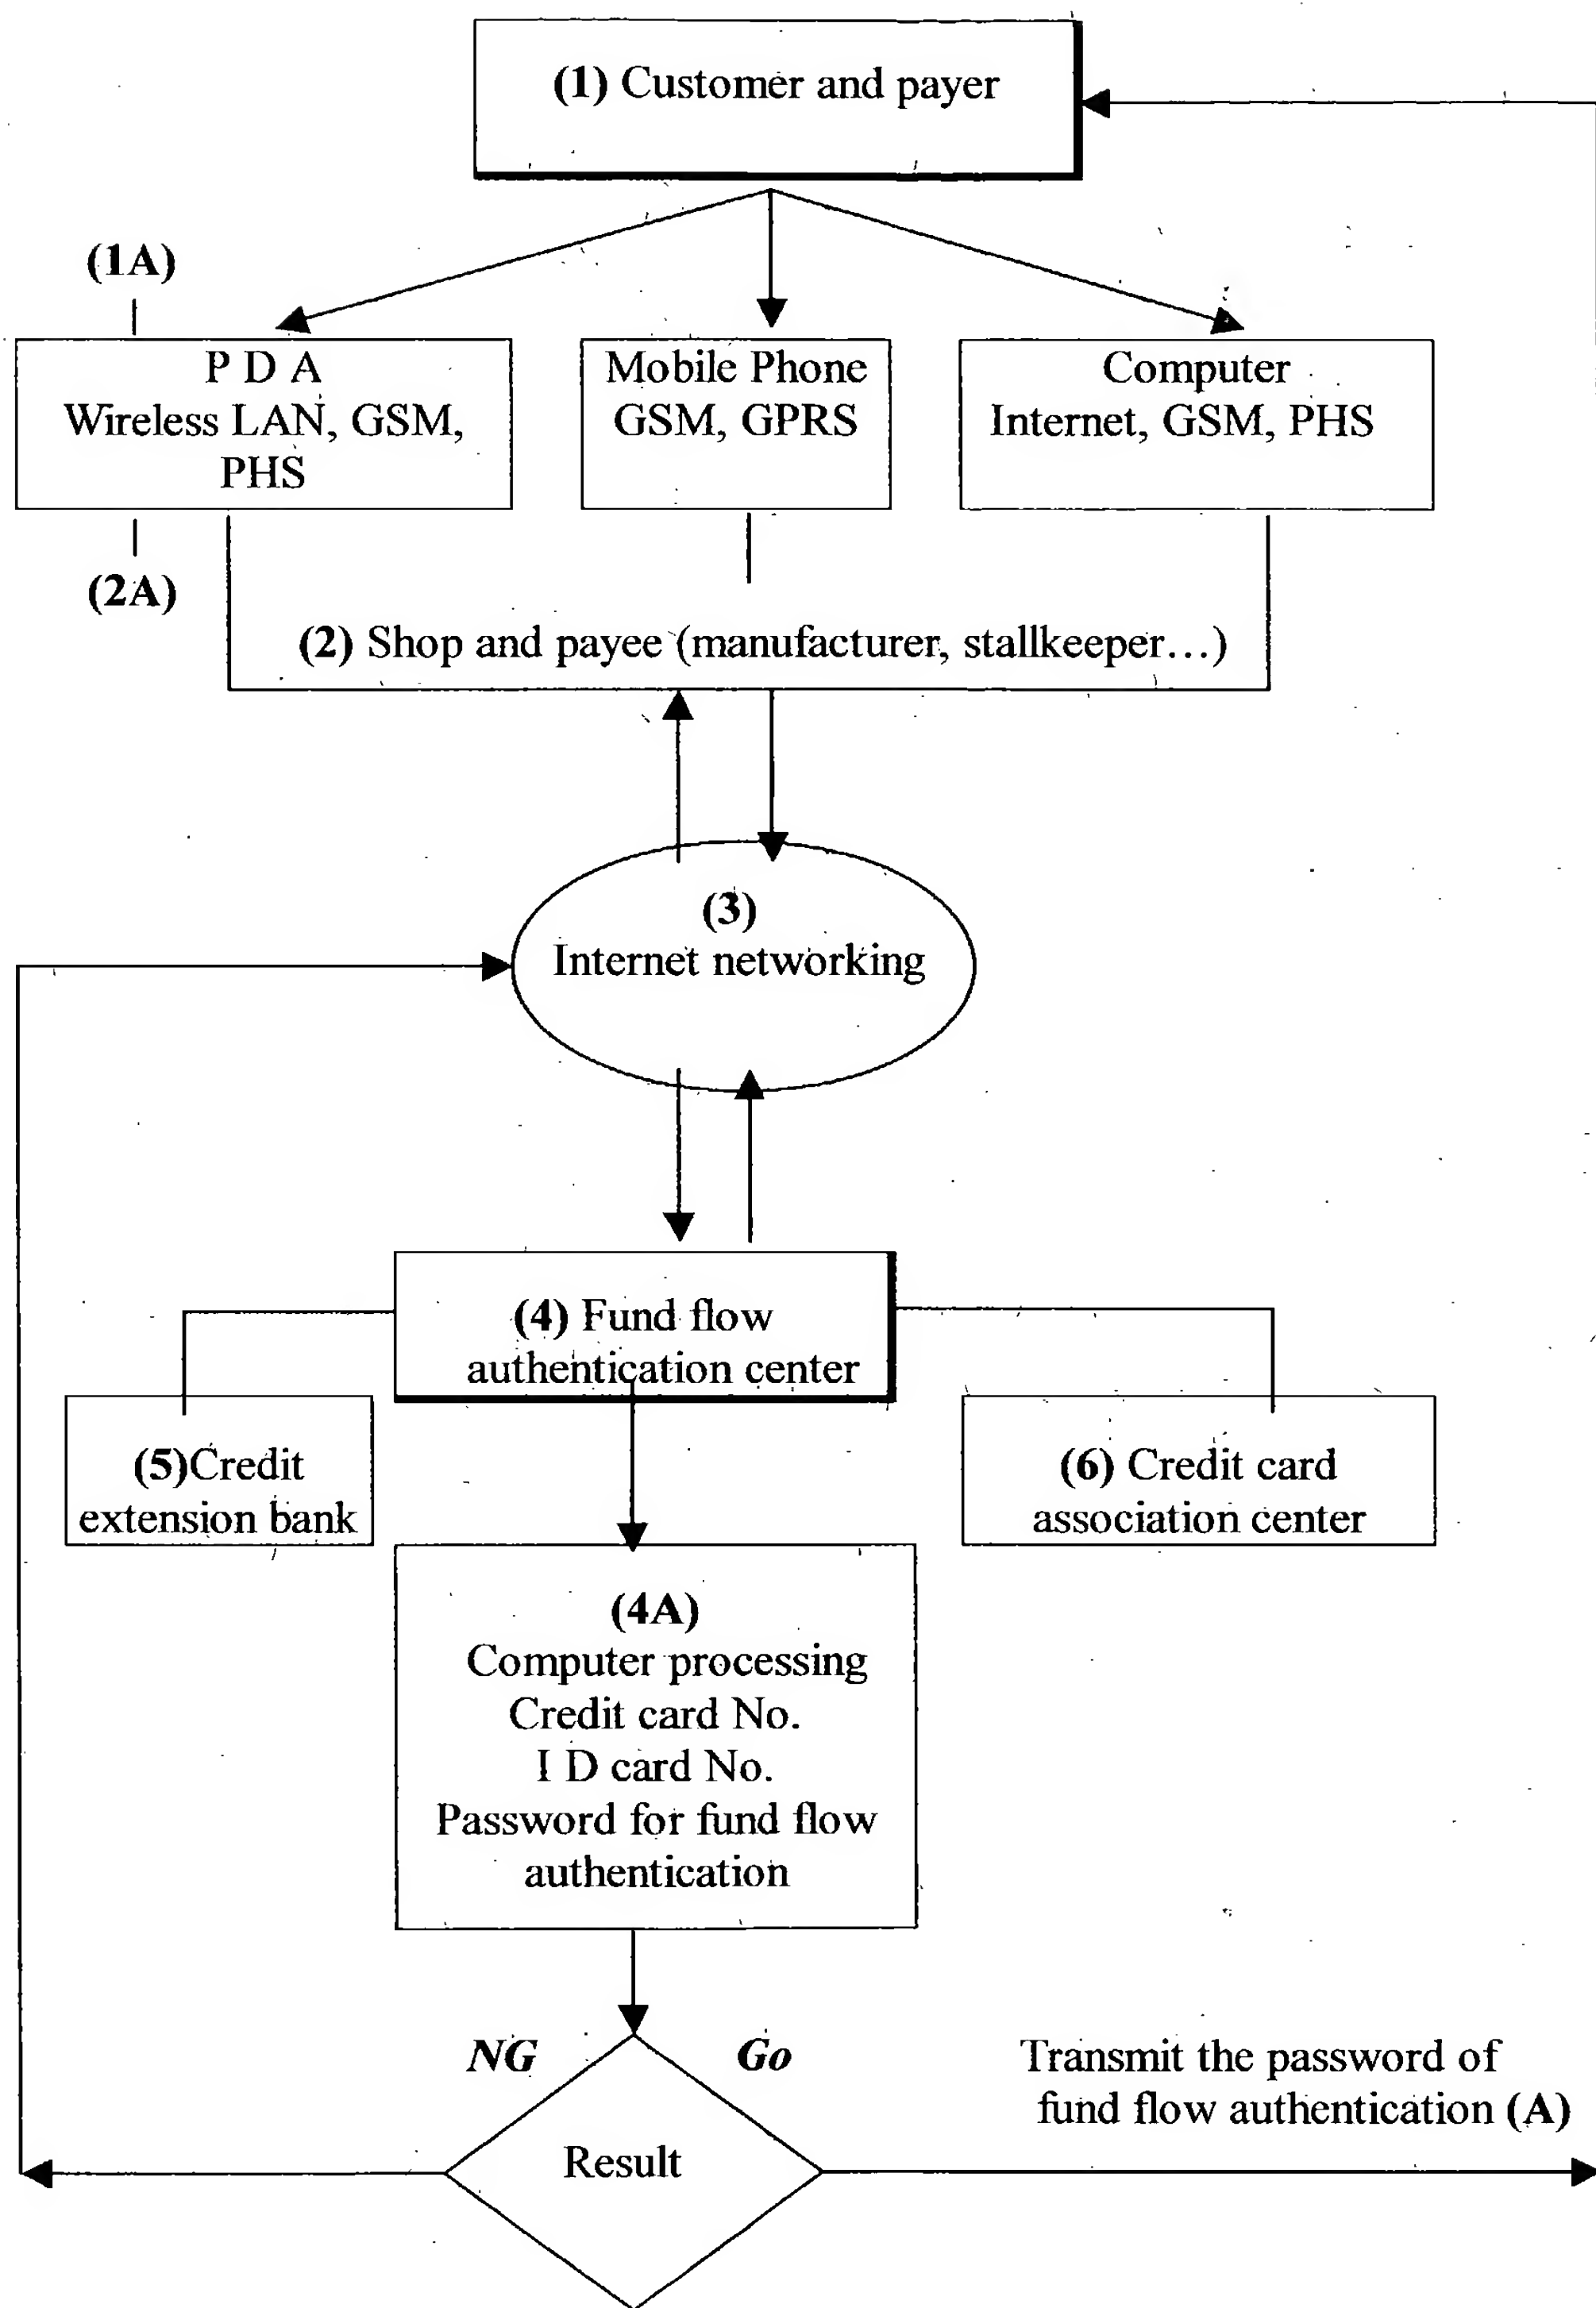 (1) Customer and payer
(1A)
P D A
Wireless LAN, GSM,
PHS
Mobile Phone
GSM, GPRS
Computer
Internet, GSM, PHS
(2A)
(2) Shop and payee (manufacturer, stallkeeper...)
(3)
Internet networking
(4) Fund flow
authentication center
(5)Credit
extension bank
(6) Credit card
association center
(4A)
Computer processing
Credit card No.
I D card No.
Password for fund flow
authentication
NG
Go
Transmit the password of
fund flow authentication (A)
Result